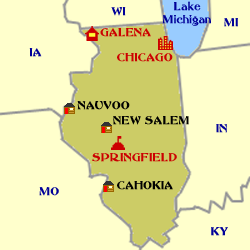 WI
Lake
Michigan
MI
GALENA
CHICAGO
IA
NAUVOO
NEW SALEM
IN
SPRINGFIELD
MO
CAHOKIA
KY